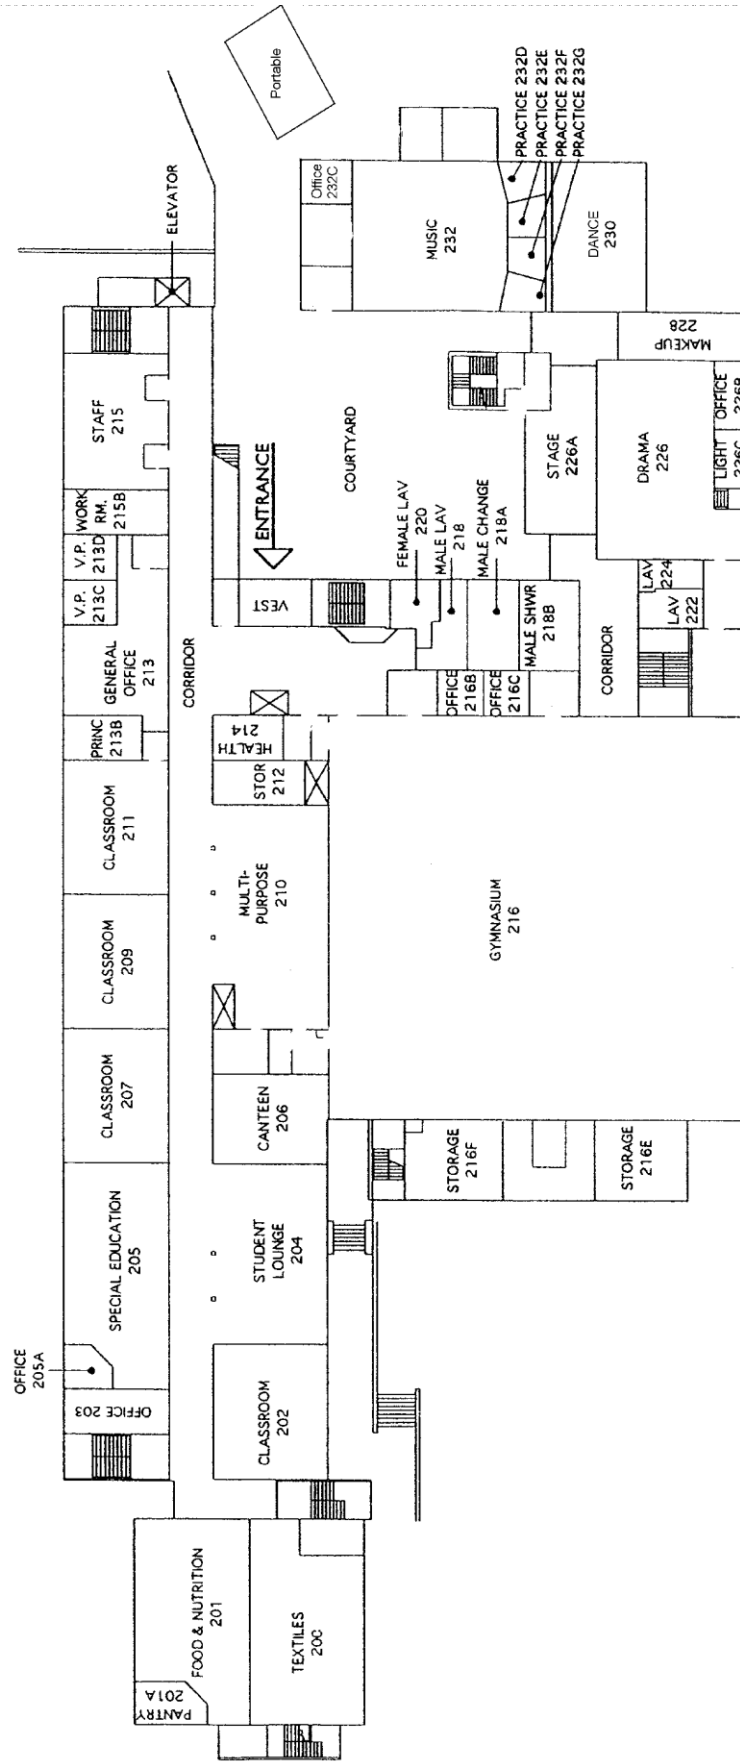 Portable
ELEVATOR
Office
232C
MUSIC
232
PRACTICE 232D
PRACTICE 232E
PRACTICE 232F
PRACTICE 232G
DANCE
230
MAKEUP
228
STAFF
215
WORK
RM.
215B
V.P.
213D
V.P.
213C
GENERAL
OFFICE
213
PRINC
213B
CORRIDOR
ENTRANCE
COURTYARD
VEST
FEMALE LAV
220
MALE LAV
218
MALE CHANGE
218A
MALE SHWR
218B
OFFICE
216B
OFFICE
216C
STAGE
226A
DRAMA
226
OFFICE
226B
LIGHT
226C
LAV
224
LAV
222
CORRIDOR
HEALTH
214
STOR
212
CLASSROOM
211
MULTI-
PURPOSE
210
CLASSROOM
209
GYMNASIUM
216
CLASSROOM
207
CANTEEN
206
STORAGE
216F
STORAGE
216E
SPECIAL EDUCATION
205
STUDENT
LOUNGE
204
OFFICE
205A
OFFICE 203
CLASSROOM
202
FOOD & NUTRITION
201
PANTRY
201A
TEXTILES
200